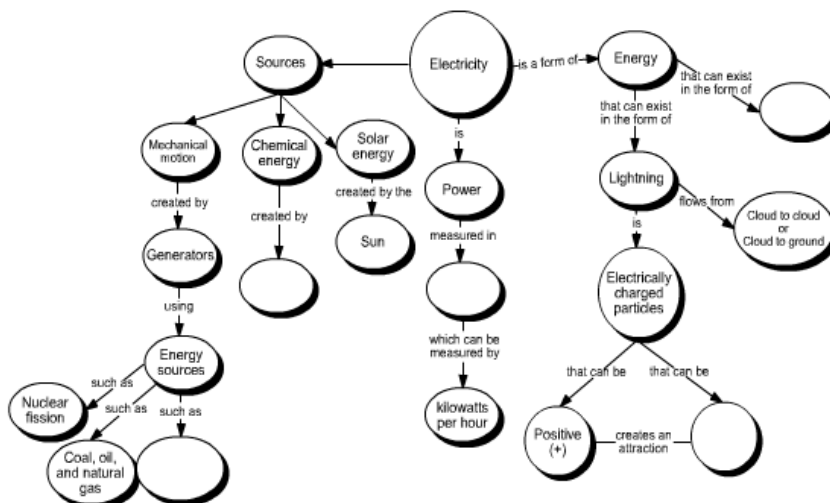 Sources
Electricity
is a form of
Energy
that can exist
in the form of
that can exist
in the form of
is
Mechanical
motion
Chemical
energy
Solar
energy
created by
created by
created by the
Power
Lightning
flows from
Cloud to cloud
or
Cloud to ground
is
Generators
Sun
measured in
Electrically
charged
particles
using
which can be
measured by
Energy
sources
such as
such as
such as
that can be
that can be
Nuclear
fission
kilowatts
per hour
Positive
(+)
creates an
attraction
Coal, oil,
and natural
gas